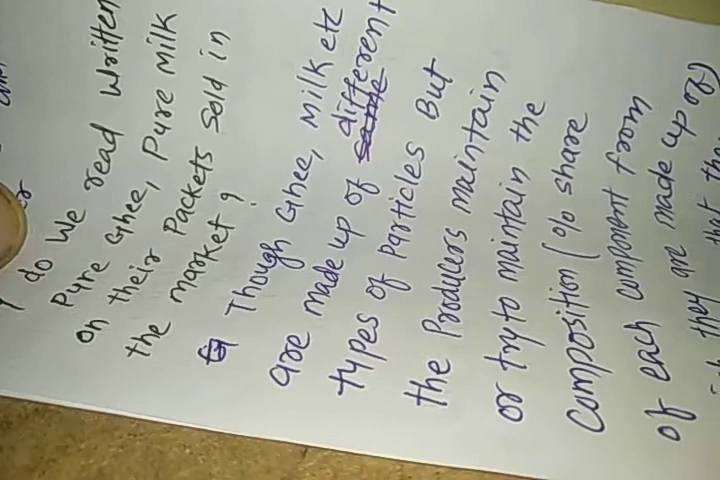 do We read Written
Pure Ghee, Pure Milk
on their Packets sold in
the market?
Though Ghee, Milk etc
are made up of same different
types of Particles But
the Producers maintain
or try to maintain the
composition (% share
of each component from
they are made up of)